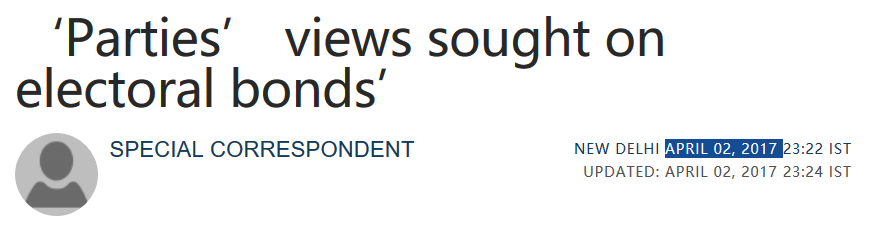 ‘Parties’ views sought on
electoral bonds’
SPECIAL CORRESPONDENT
NEW DELHI APRIL 02, 2017 23:22 IST
UPDATED: APRIL 02, 2017 23:24 IST